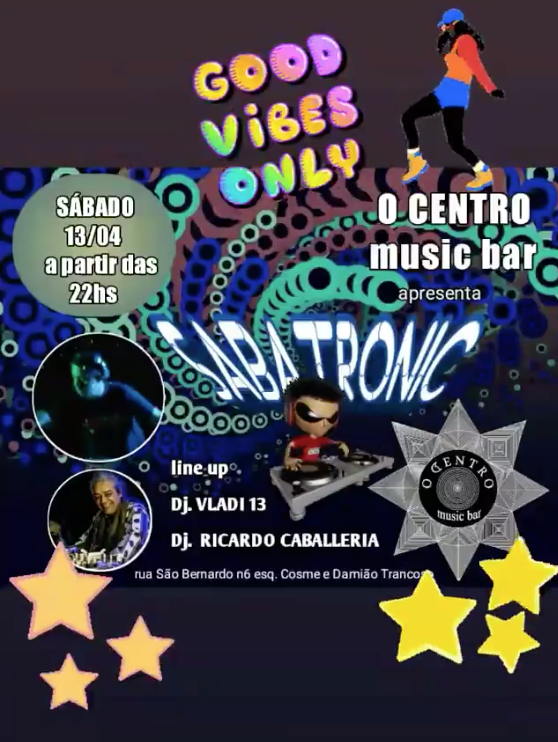 GOOD
ViBES
ONLY
SÁBADO
13/04
a partir das
22hs
O CENTRO
music bar
apresenta
SABATRONIC
line up
Dj. VLADI 13
Dj. RICARDO CABALLERIA
O CENTRO
music bar
rua São Bernardo n6 esq. Cosme e Damião